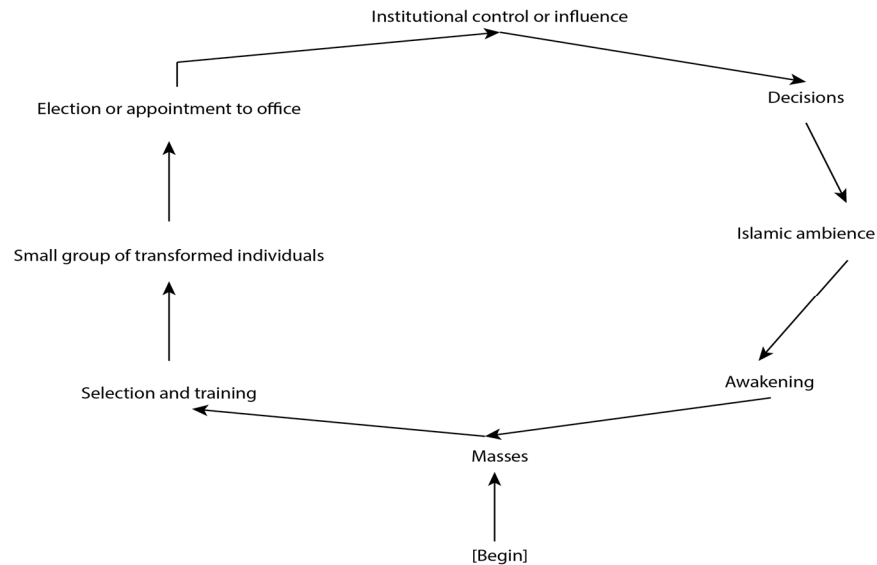 Institutional control or influence
Decisions
Election or appointment to office
Islamic ambience
Small group of transformed individuals
Awakening
Selection and training
Masses
[Begin]